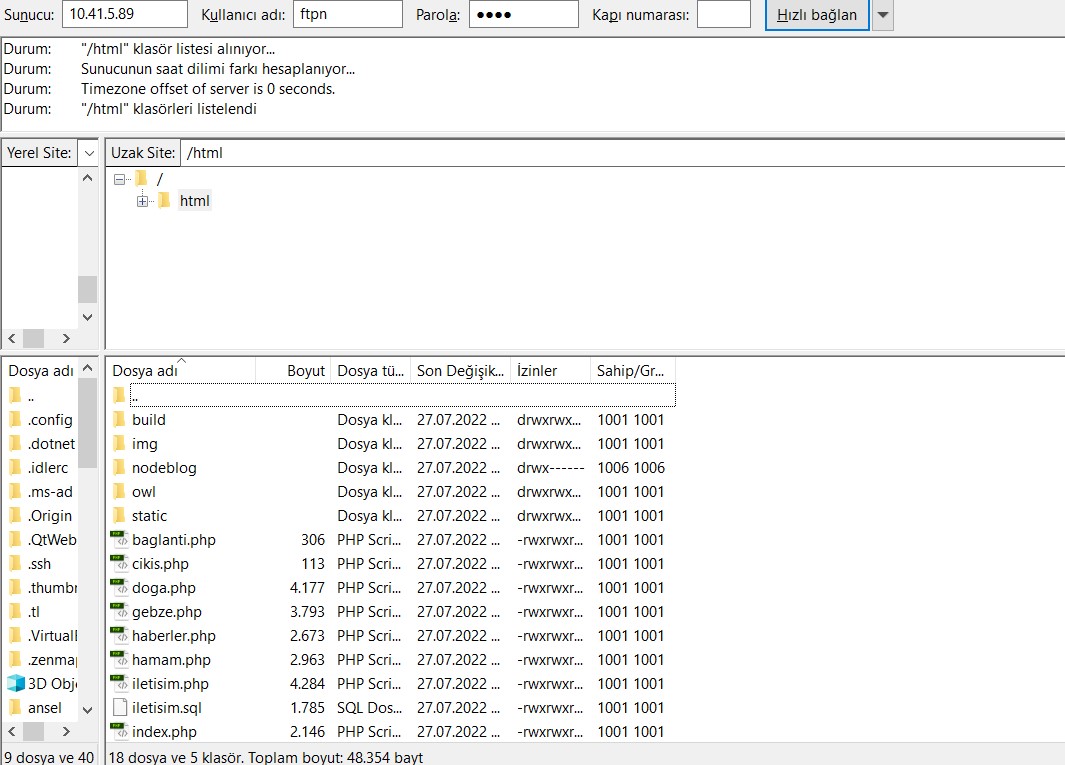 Sunucu: 10.41.5.89 Kullanıcı adı: ftpn Parola: ●●●● Kapı numarası: Hızlı bağlan
Durum: "/html" klasör listesi alınıyor...
Durum: Sunucunun saat dilimi farkı hesaplanıyor...
Durum: Timezone offset of server is 0 seconds.
Durum: "/html" klasörleri listelendi
Yerel Site: Uzak Site: /html
/
html
Dosya adı
..
.config
.dotnet
.idlerc
.ms-ad
.Origin
.QtWeb
.ssh
.thumbr
.tl
.Virtuall
.zenmap
3D Obje
ansel
9 dosya ve 40
Dosya adı Boyut Dosya tü... Son Değişik... İzinler Sahip/Gr...
..
build Dosya kl... 27.07.2022 ... drwxrwx... 1001 1001
img Dosya kl... 27.07.2022 ... drwxrwx... 1001 1001
nodeblog Dosya kl... 27.07.2022 ... drwx------ 1006 1006
owl Dosya kl... 27.07.2022 ... drwxrwx... 1001 1001
static Dosya kl... 27.07.2022 ... drwxrwx... 1001 1001
baglanti.php 306 PHP Scri... 27.07.2022 ... -rwxrwxr... 1001 1001
cikis.php 113 PHP Scri... 27.07.2022 ... -rwxrwxr... 1001 1001
doga.php 4.177 PHP Scri... 27.07.2022 ... -rwxrwxr... 1001 1001
gebze.php 3.793 PHP Scri... 27.07.2022 ... -rwxrwxr... 1001 1001
haberler.php 2.673 PHP Scri... 27.07.2022 ... -rwxrwxr... 1001 1001
hamam.php 2.963 PHP Scri... 27.07.2022 ... -rwxrwxr... 1001 1001
iletisim.php 4.284 PHP Scri... 27.07.2022 ... -rwxrwxr... 1001 1001
iletisim.sql 1.785 SQL Dos... 27.07.2022 ... -rwxrwxr... 1001 1001
index.php 2.146 PHP Scri... 27.07.2022 ... -rwxrwxr... 1001 1001
18 dosya ve 5 klasör. Toplam boyut: 48.354 bayt